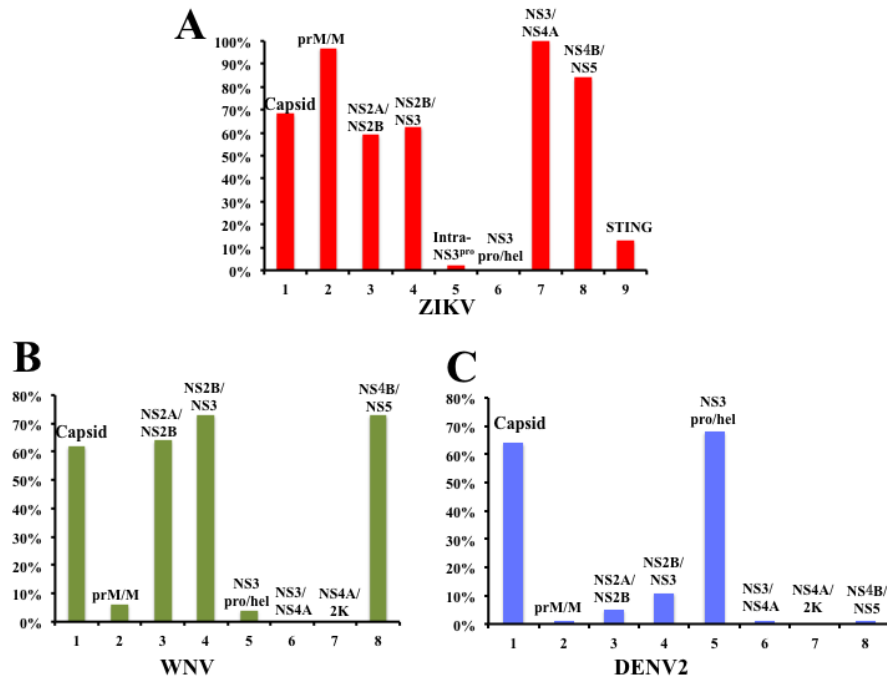 A
100%
90%
80%
70%
60%
50%
40%
30%
20%
10%
0%
Capsid
prM/M
NS2A/
NS2B
NS2B/
NS3
Intra-
NS3pro
NS3
pro/hel
NS3/
NS4A
NS4B/
NS5
STING
1 2 3 4 5 6 7 8 9
ZIKV
B
80%
70%
60%
50%
40%
30%
20%
10%
0%
Capsid
prM/M
NS2A/
NS2B
NS2B/
NS3
NS3
pro/hel
NS3/
NS4A
NS4A/
2K
NS4B/
NS5
1 2 3 4 5 6 7 8
WNV
C
80%
70%
60%
50%
40%
30%
20%
10%
0%
Capsid
prM/M
NS2A/
NS2B
NS2B/
NS3
NS3
pro/hel
NS3/
NS4A
NS4A/
2K
NS4B/
NS5
1 2 3 4 5 6 7 8
DENV2